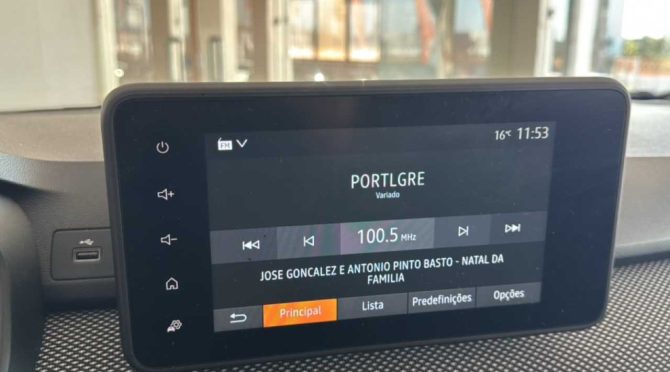 FM
16°C 11:53
PORTLGRE
Variado
100.5 MHz
JOSE GONCALEZ E ANTONIO PINTO BASTO - NATAL DA
FAMILIA
Principal Lista Predefinições Opções